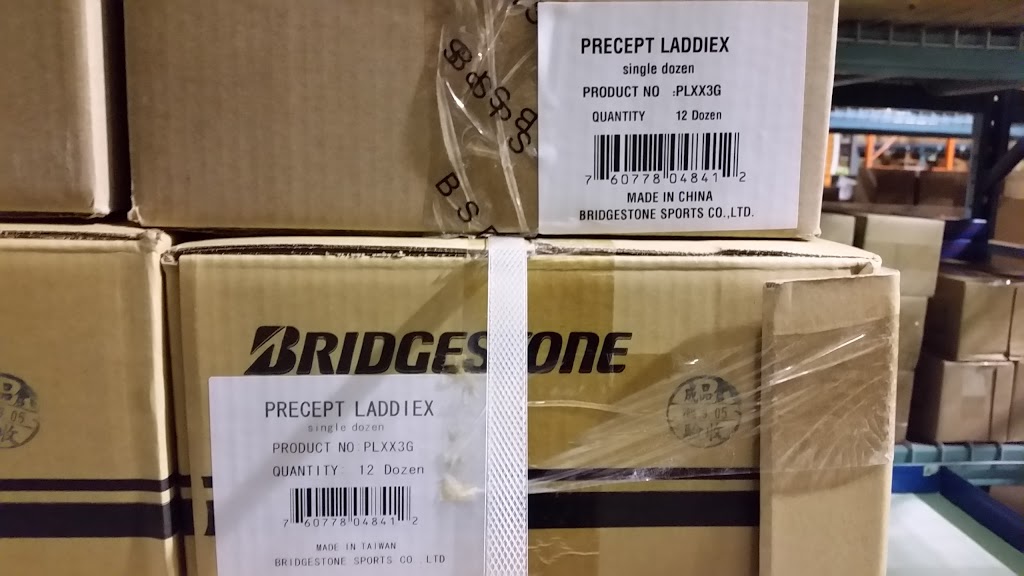 PRECEPT LADDIEX
single dozen
PRODUCT NO :PLXX3G
QUANTITY 12 Dozen
7 60778 04841 2
MADE IN CHINA
BRIDGESTONE SPORTS CO.,LTD.
BRIDGESTONE
PRECEPT LADDIEX
single dozen
PRODUCT NO PLXX3G
QUANTITY: 12 Dozen
7 60778 04841 2
MADE IN TAIWAN
BRIDGESTONE SPORTS CO .LTD